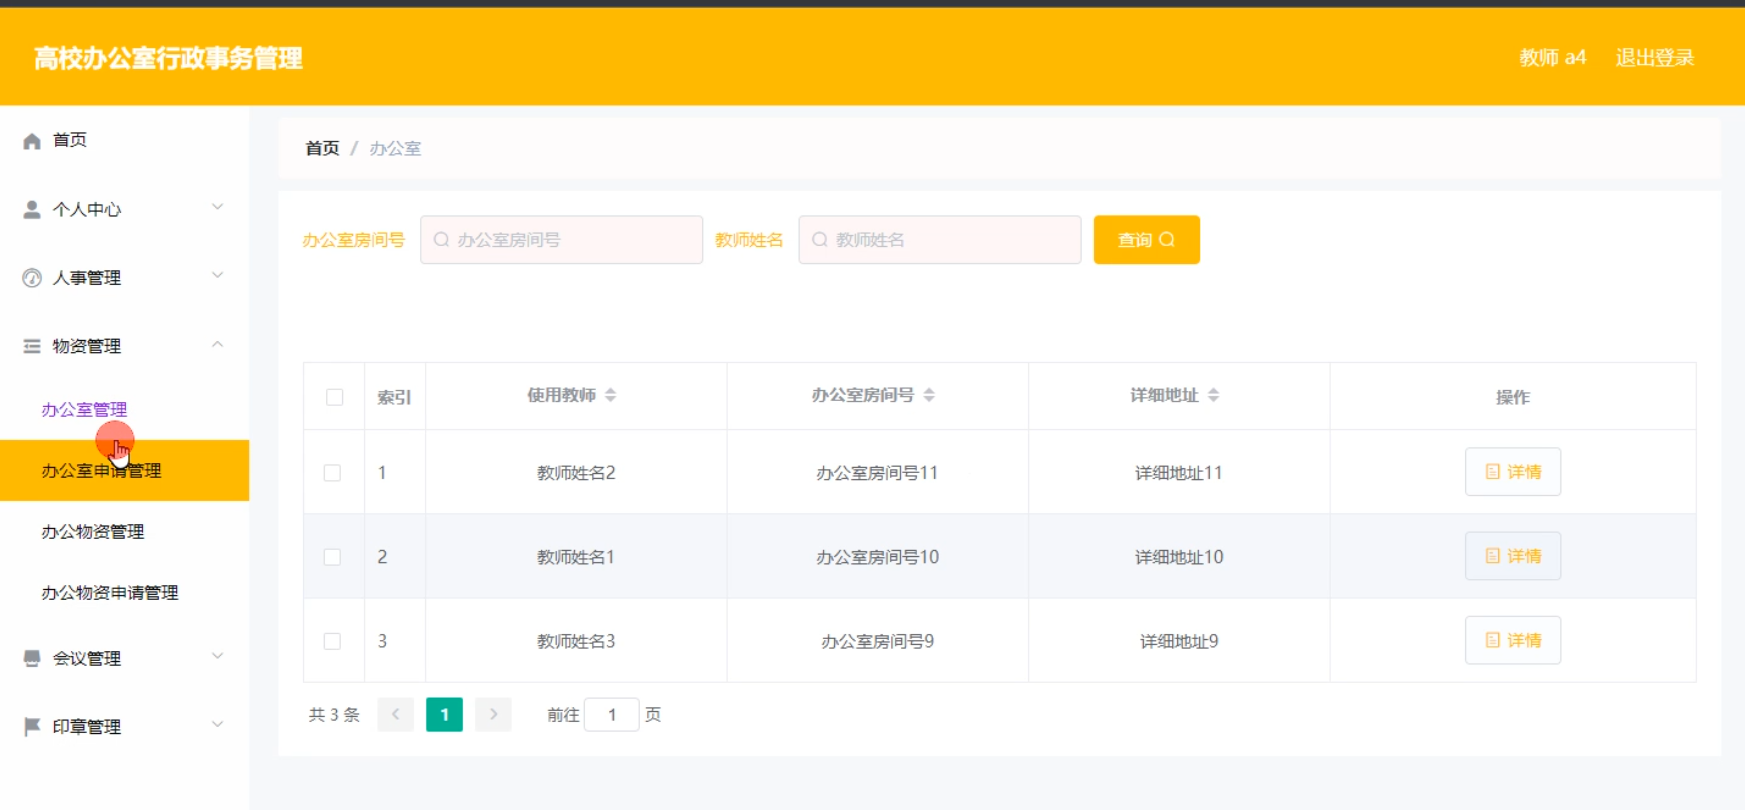 高校办公室行政事务管理
教师 a4 退出登录
首页
个人中心
人事管理
物资管理
办公室管理
办公室申请管理
办公物资管理
办公物资申请管理
会议管理
印章管理
首页 / 办公室
办公室房间号 办公室房间号 教师姓名 教师姓名 查询
索引 使用教师 办公室房间号 详细地址 操作
1 教师姓名2 办公室房间号11 详细地址11 详情
2 教师姓名1 办公室房间号10 详细地址10 详情
3 教师姓名3 办公室房间号9 详细地址9 详情
共 3 条 1 前往 1 页